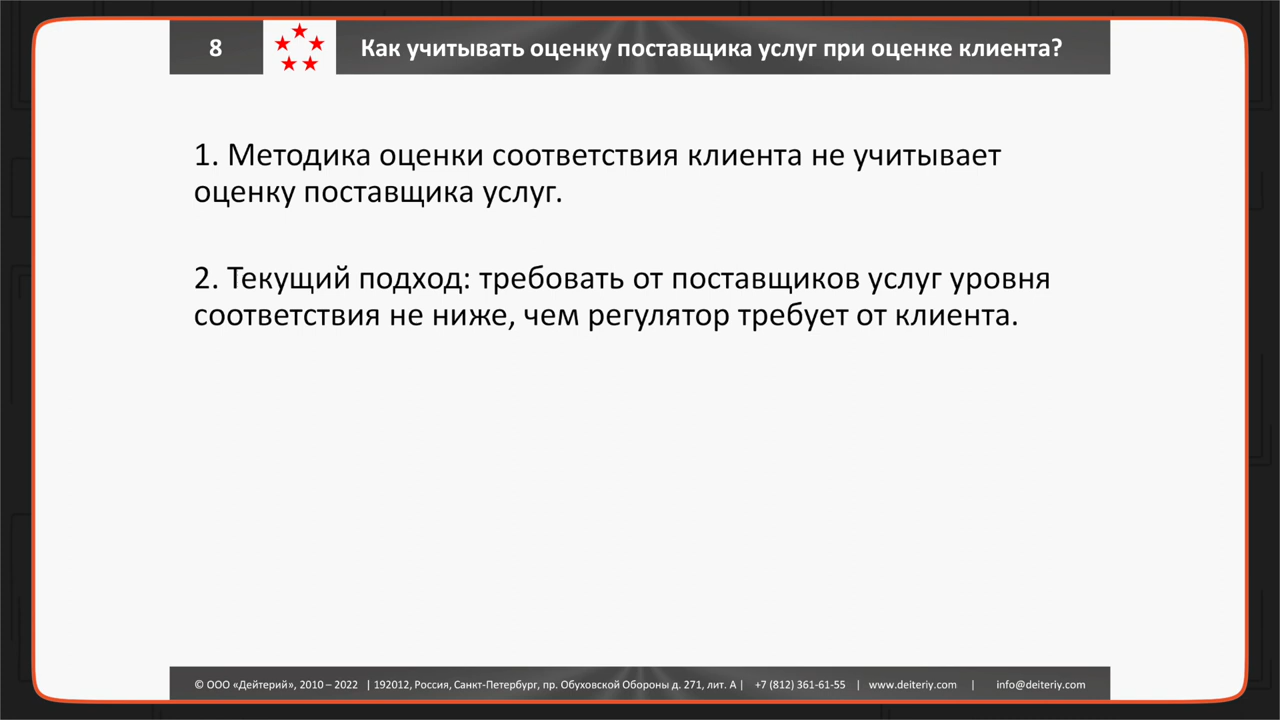 8
Как учитывать оценку поставщика услуг при оценке клиента?
1. Методика оценки соответствия клиента не учитывает
оценку поставщика услуг.
2. Текущий подход: требовать от поставщиков услуг уровня
соответствия не ниже, чем регулятор требует от клиента.
© ООО «Дейтерий», 2010 – 2022 | 192012, Россия, Санкт-Петербург, пр. Обуховской Обороны д. 271, лит. А | +7 (812) 361-61-55 | www.deiteriy.com | info@deiteriy.com